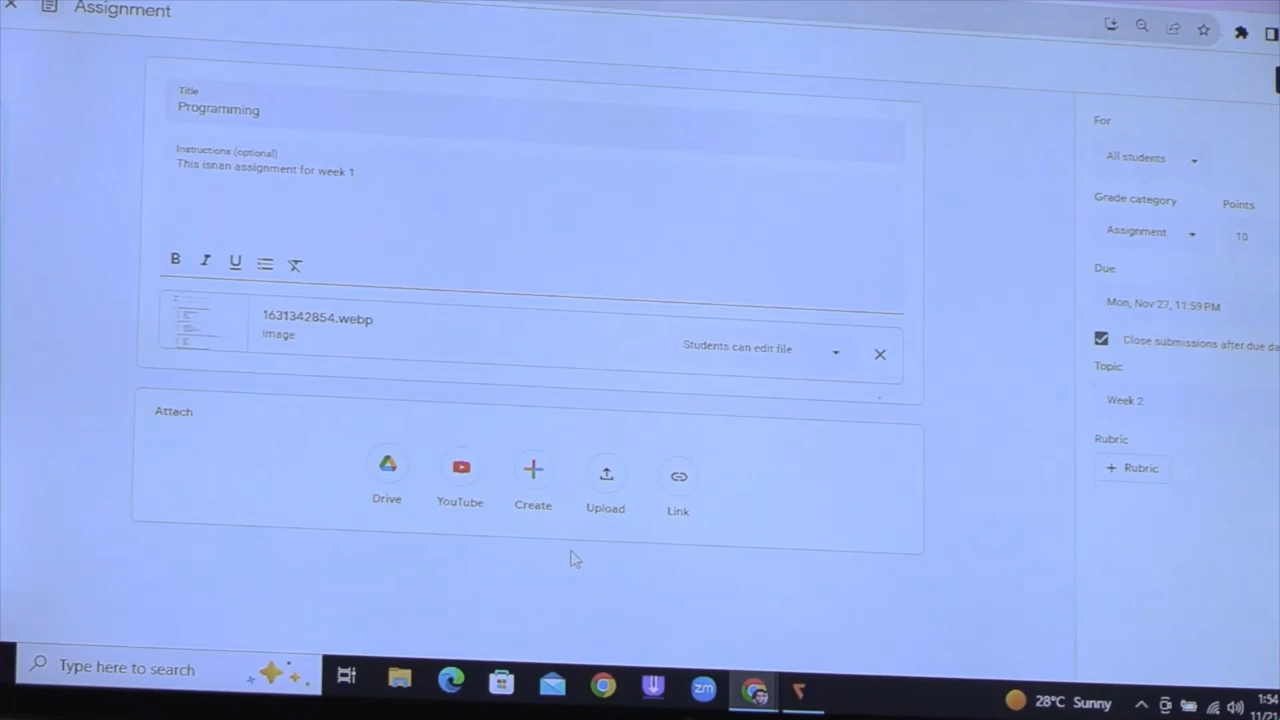 Assignment
Title
Programming
Instructions (optional)
This isnan assignment for week 1
B I U
1631342854.webp
Image
Students can edit file
Attach
Drive
YouTube
Create
Upload
Link
For
All students
Grade category
Points
Assignment
10
Due
Mon, Nov 27, 11:59 PM
Close submissions after due da
Topic
Week 2
Rubric
+ Rubric
Type here to search
zm
28°C Sunny
1:54
11/21